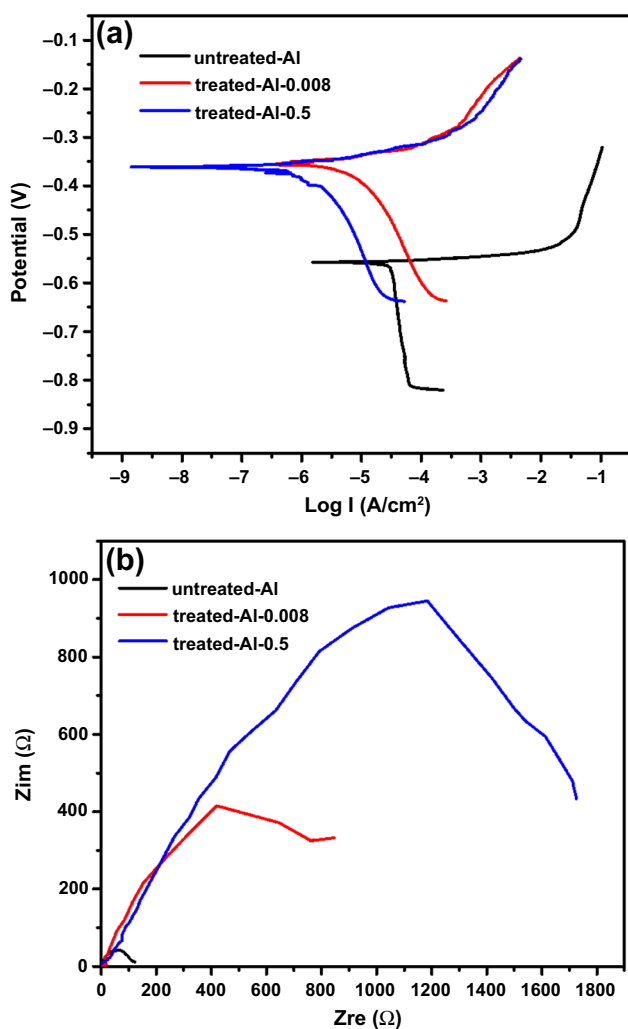 (a)
untreated-Al
treated-Al-0.008
treated-Al-0.5
−0.1
−0.2
−0.3
−0.4
−0.5
−0.6
−0.7
−0.8
−0.9
Potential (V)
−9 −8 −7 −6 −5 −4 −3 −2 −1
Log I (A/cm²)
(b)
untreated-Al
treated-Al-0.008
treated-Al-0.5
1000
800
600
400
200
0
Zim (Ω)
0 200 400 600 800 1000 1200 1400 1600 1800
Zre (Ω)